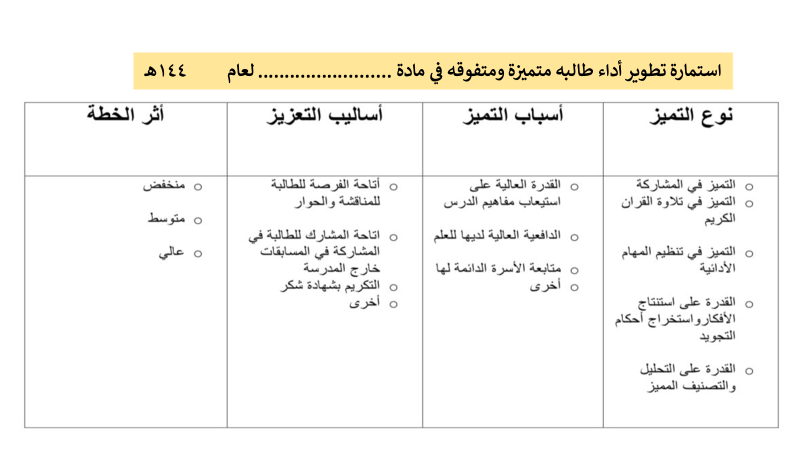 استمارة تطوير أداء طالبه متميزة ومتفوقه في مادة ......................... لعام ١٤٤هـ
نوع التميز
أسباب التميز
أساليب التعزيز
أثر الخطة
التميز في المشاركة
التميز في تلاوة القران
الكريم
التميز في تنظيم المهام
الأدائية
القدرة على استنتاج
الأفكارواستخراج أحكام
التجويد
القدرة على التحليل
والتصنيف المميز
القدرة العالية على
استيعاب مفاهيم الدرس
الدافعية العالية لديها للعلم
متابعة الأسرة الدائمة لها
أخرى
أتاحة الفرصة للطالبة
للمناقشة والحوار
اتاحة المشارك للطالبة في
المشاركة في المسابقات
خارج المدرسة
التكريم بشهادة شكر
أخرى
منخفض
متوسط
عالي